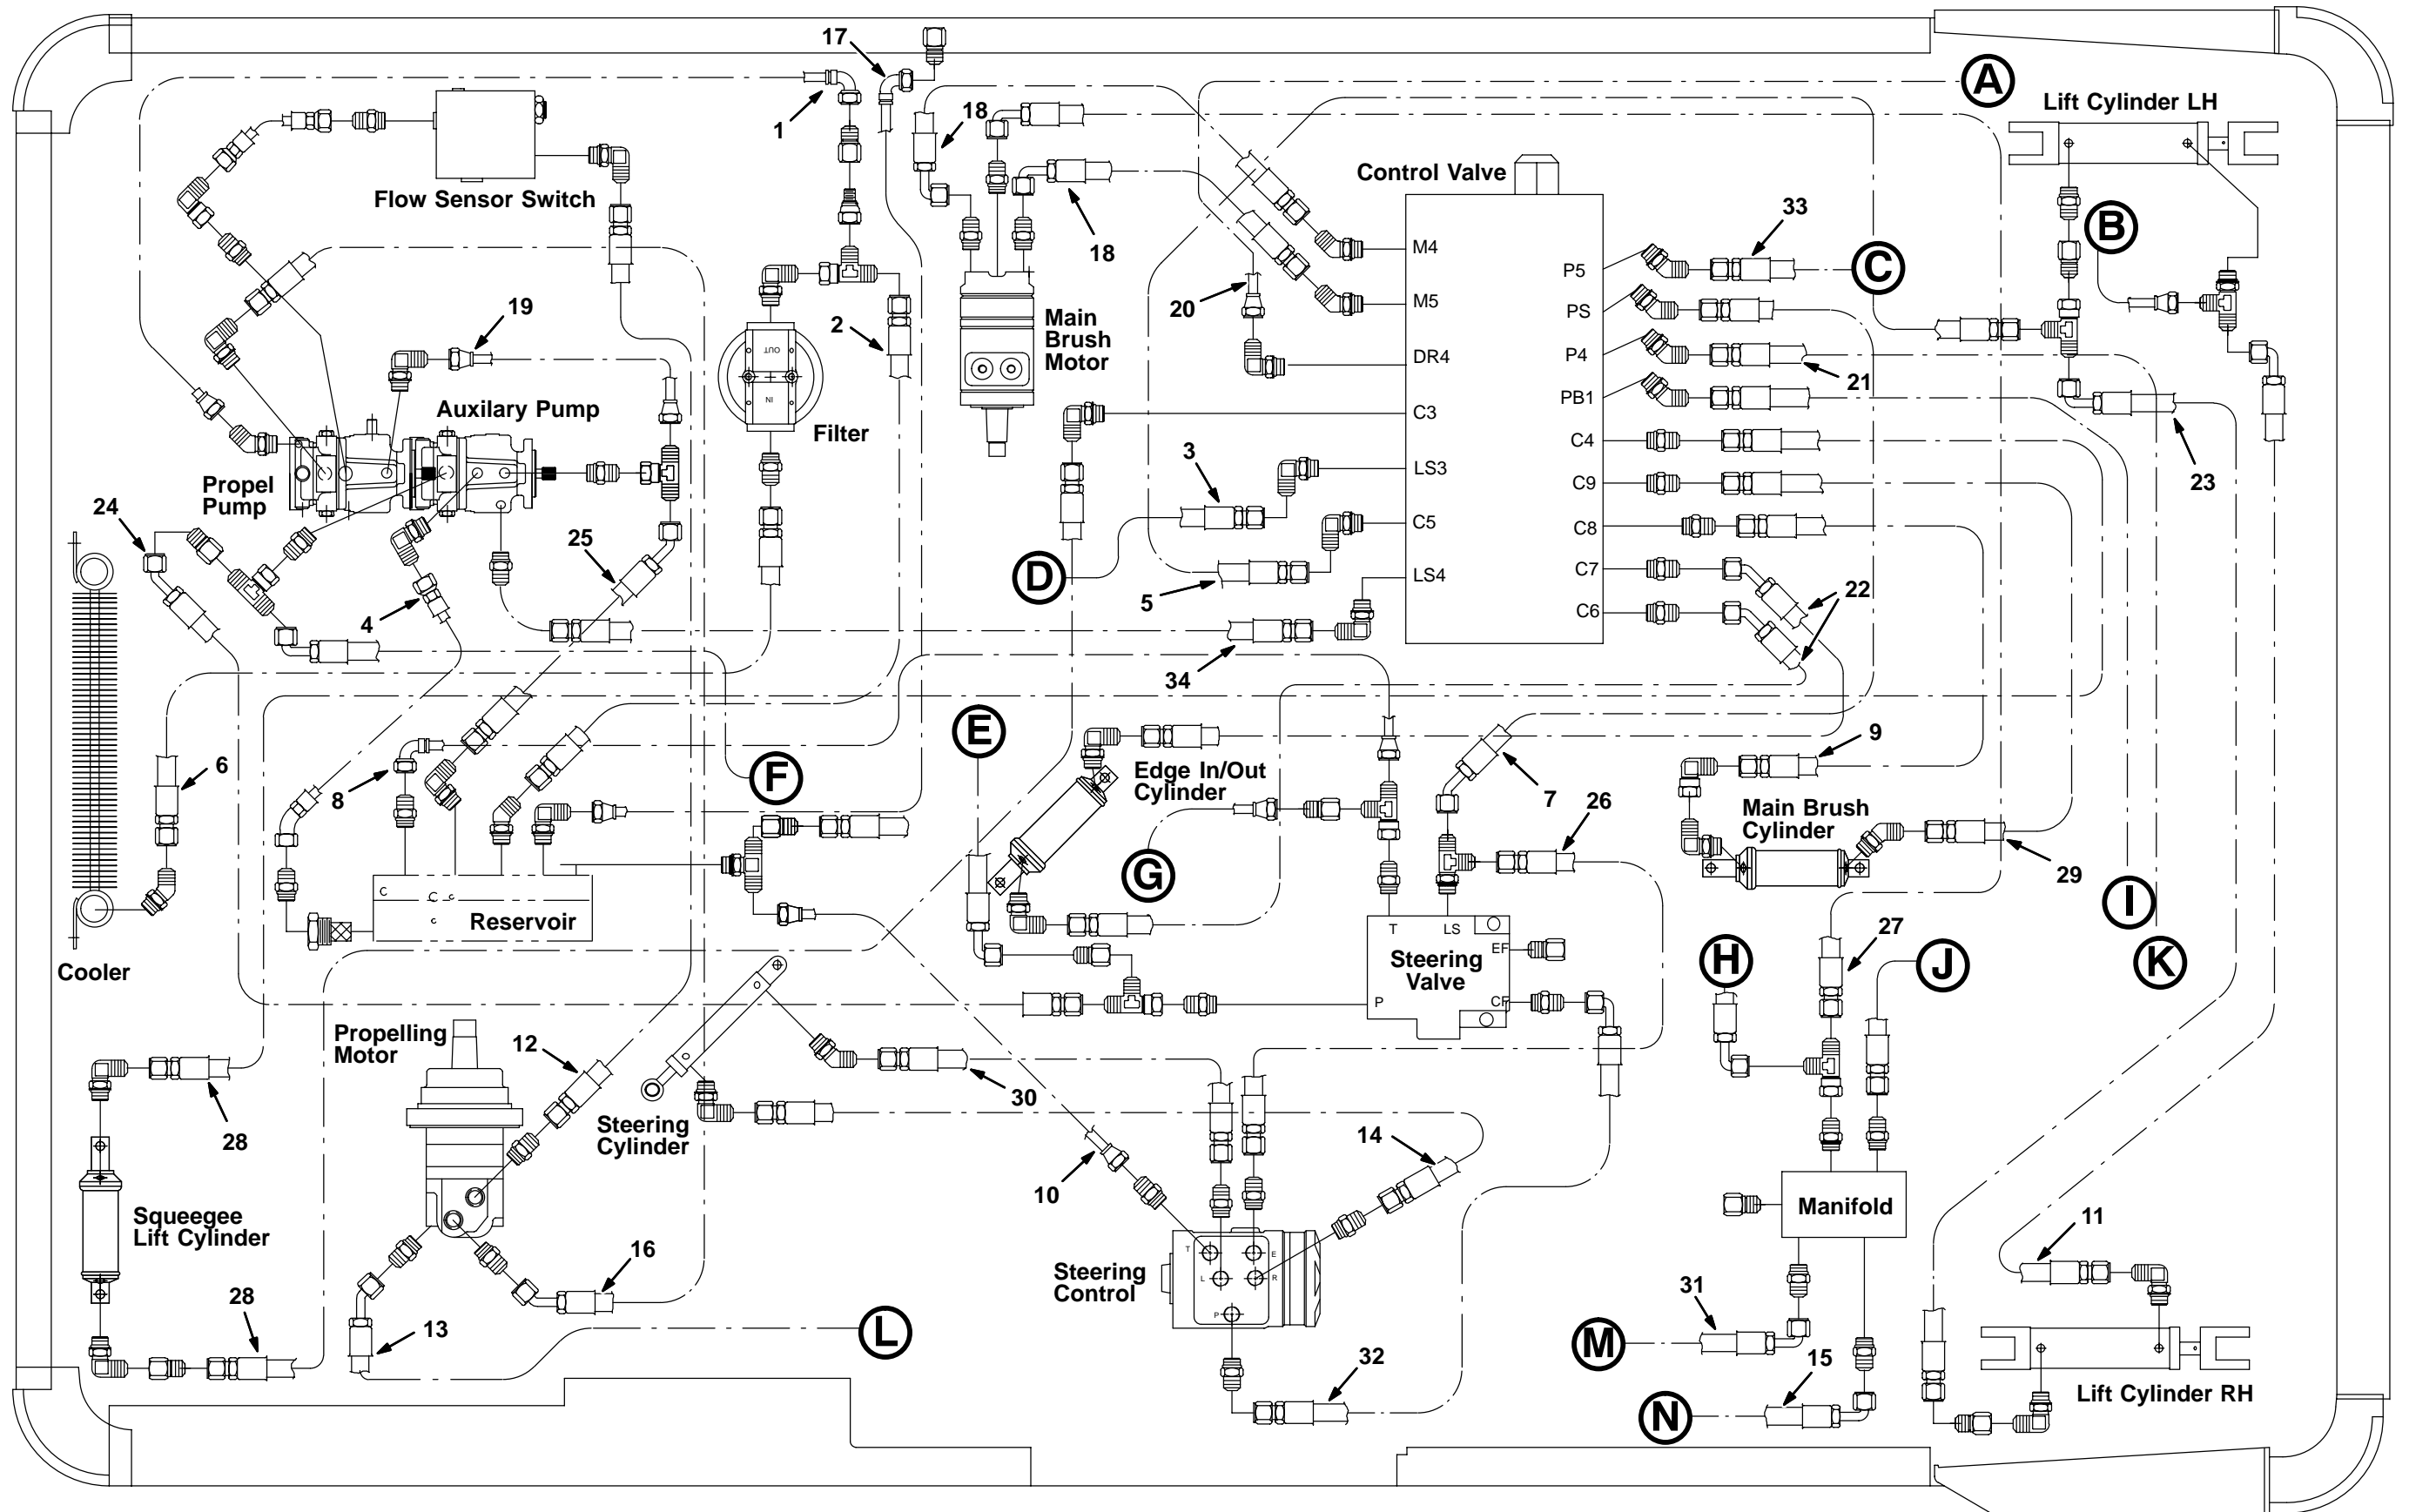 17
A
Lift Cylinder LH
1
18
Control Valve
Flow Sensor Switch
33
B
18
M4
P5
C
19
20
M5
PS
2
Main
Brush
Motor
OUT
DR4
P4
21
IN
PB1
Auxilary Pump
C3
Filter
C4
3
LS3
23
Propel
Pump
C9
24
C5
C8
25
D
LS4
C7
5
22
4
C6
34
E
6
F
Edge In/Out
Cylinder
9
8
7
26
Main Brush
Cylinder
G
29
C
C
C
C
Reservoir
T
LS
I
27
EF
Steering
Valve
H
J
K
Cooler
P
CF
Propelling
Motor
12
28
30
Steering
Cylinder
14
10
Squeegee
Lift Cylinder
Manifold
11
16
T
E
Steering
Control
L
R
31
P
28
13
L
M
32
15
N
Lift Cylinder RH